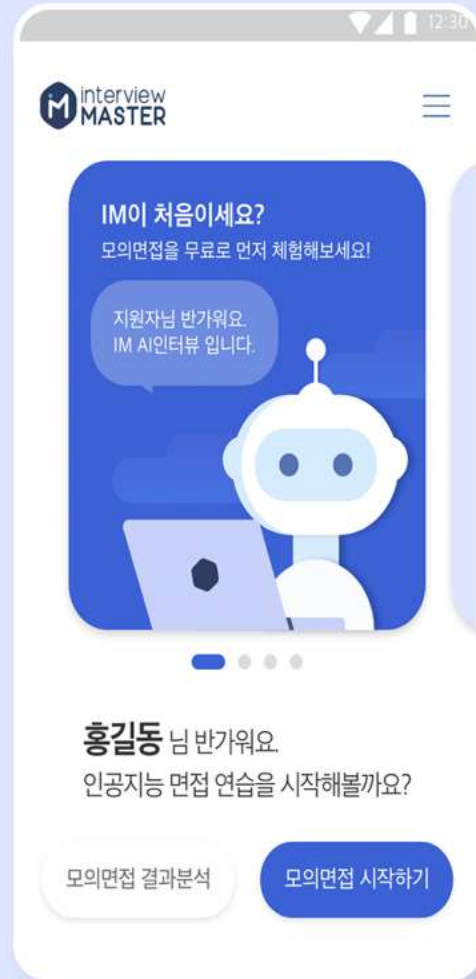 12:30
interview
MASTER
IM이 처음이세요?
모의면접을 무료로 먼저 체험해보세요!
지원자님 반가워요.
IM AI인터뷰 입니다.
홍길동 님 반가워요.
인공지능 면접 연습을 시작해볼까요?
모의면접 결과분석
모의면접 시작하기